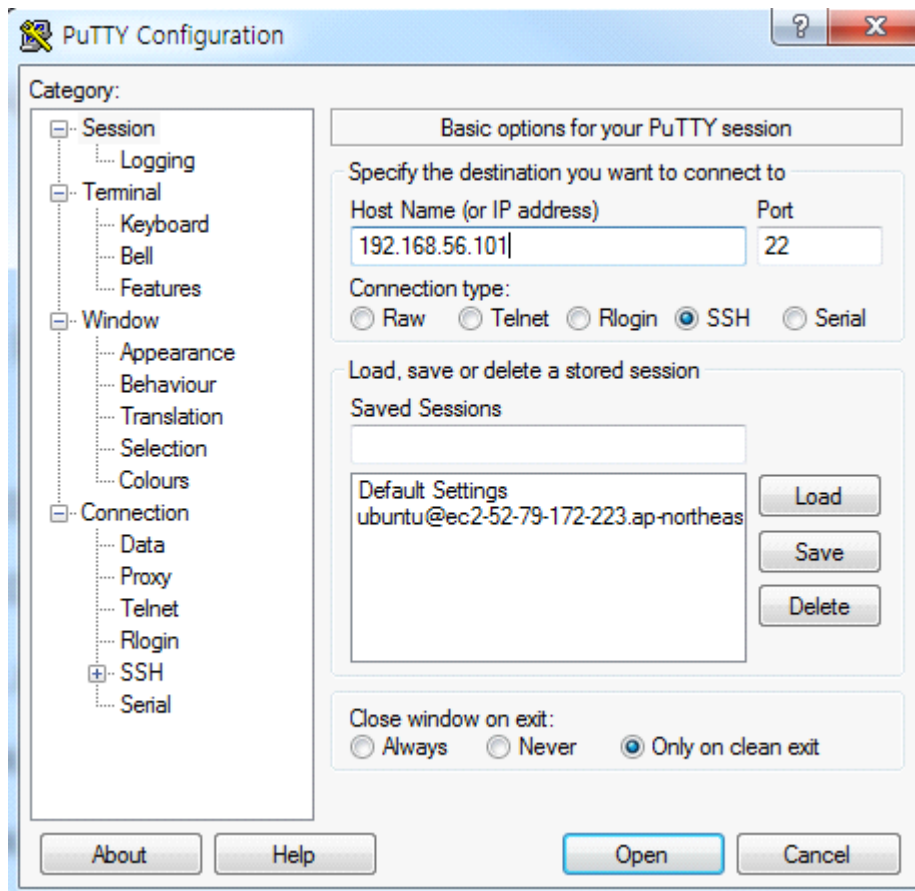 PuTTY Configuration
Category:
Session
Logging
Terminal
Keyboard
Bell
Features
Window
Appearance
Behaviour
Translation
Selection
Colours
Connection
Data
Proxy
Telnet
Rlogin
SSH
Serial
Basic options for your PuTTY session
Specify the destination you want to connect to
Host Name (or IP address) Port
192.168.56.101 22
Connection type:
Raw Telnet Rlogin SSH Serial
Load, save or delete a stored session
Saved Sessions
Default Settings
ubuntu@ec2-52-79-172-223.ap-northeas
Load
Save
Delete
Close window on exit:
Always Never Only on clean exit
About Help Open Cancel